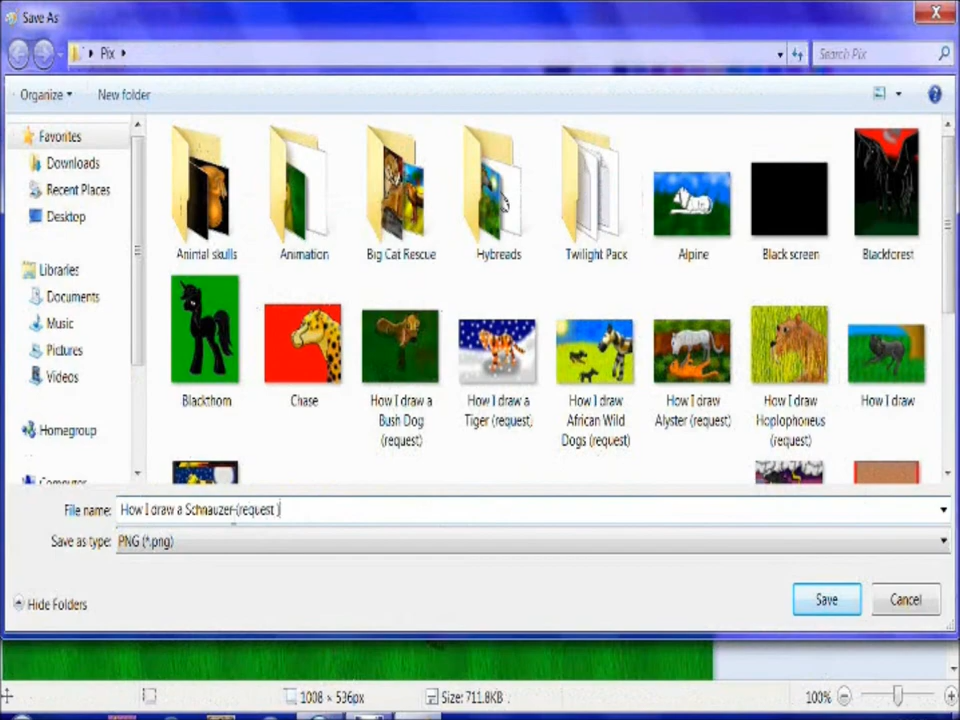 Save As
Pix
Search Pix
Organize
New folder
Favorites
Downloads
Recent Places
Desktop
Libraries
Documents
Music
Pictures
Videos
Homegroup
Computer
Animal skulls
Animation
Big Cat Rescue
Hybreads
Twilight Pack
Alpine
Black screen
Blackforest
Blackthorn
Chase
How I draw a
Bush Dog
(request)
How I draw a
Tiger (request)
How I draw
African Wild
Dogs (request)
How I draw
Alyster (request)
How I draw
Hoplophoneus
(request)
How I draw
File name: How I draw a Schnauzer-(request )
Save as type: PNG (*.png)
Hide Folders
Save
Cancel
1008 × 536px
Size: 711.8KB
100%